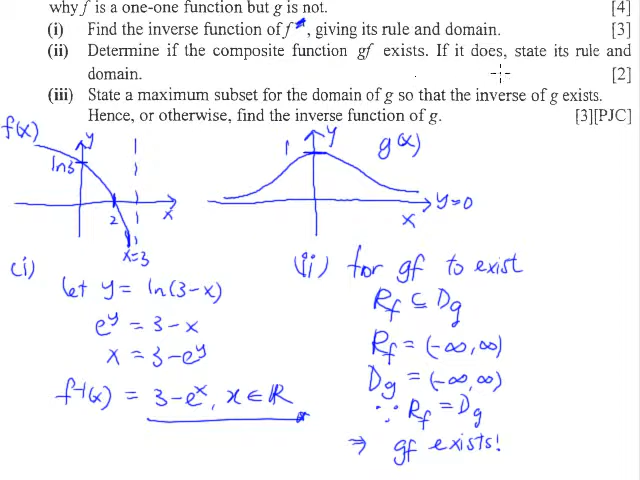 why f is a one-one function but g is not. [4]
(i) Find the inverse function of f, giving its rule and domain. [3]
(ii) Determine if the composite function gf exists. If it does, state its rule and
domain. [2]
(iii) State a maximum subset for the domain of g so that the inverse of g exists.
Hence, or otherwise, find the inverse function of g. [3][PJC]
f(x)
y
ln3
2
x
x=3
1
y
g(x)
y=0
x
(i)
let y = ln(3-x)
e^y = 3-x
x = 3-e^y
f⁻¹(x) = 3-e^x, x ∈ ℝ
(ii) for gf to exist
R_f ⊆ D_g
R_f = (-∞, ∞)
D_g = (-∞, ∞)
∵ R_f = D_g
⇒ gf exists!